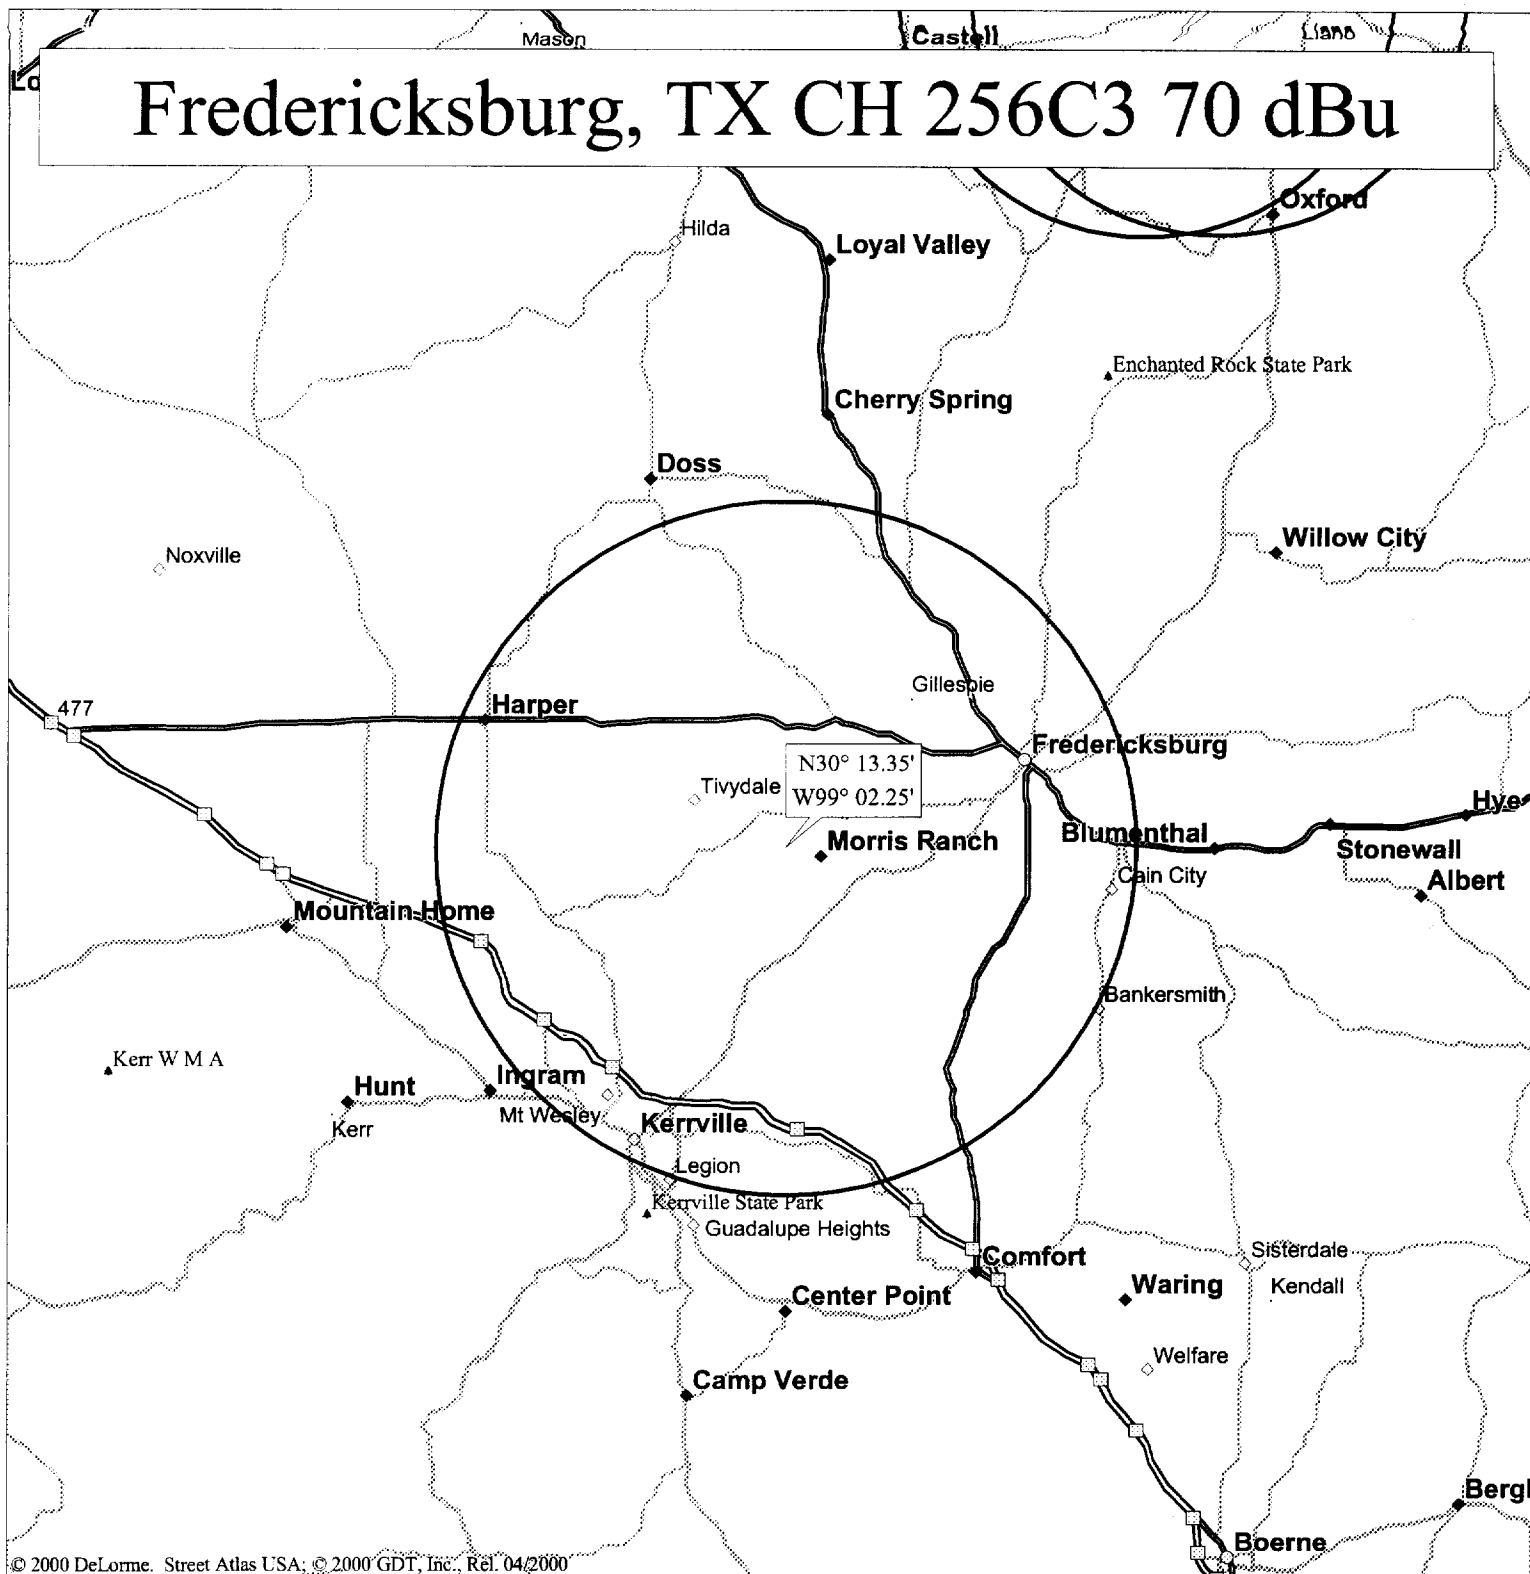 Mason
Castell
Llano
Lo
Fredericksburg, TX CH 256C3 70 dBu
Oxford
Hilda
Loyal Valley
Enchanted Rock State Park
Cherry Spring
Doss
Willow City
Noxville
Gillespie
Harper
477
Fredericksburg
N30° 13.35'
W99° 02.25'
Tivydale
Hye
Blumenthal
Morris Ranch
Stonewall
Cain City
Albert
Mountain Home
Bankersmith
Kerr W M A
Ingram
Hunt
Mt Wesley
Kerrville
Kerr
Legion
Kerrville State Park
Guadalupe Heights
Sisterdale
Comfort
Waring
Kendall
Center Point
Welfare
Camp Verde
Bergh
Boerne
© 2000 DeLorme. Street Atlas USA; © 2000 GDT, Inc., Rel. 04/2000